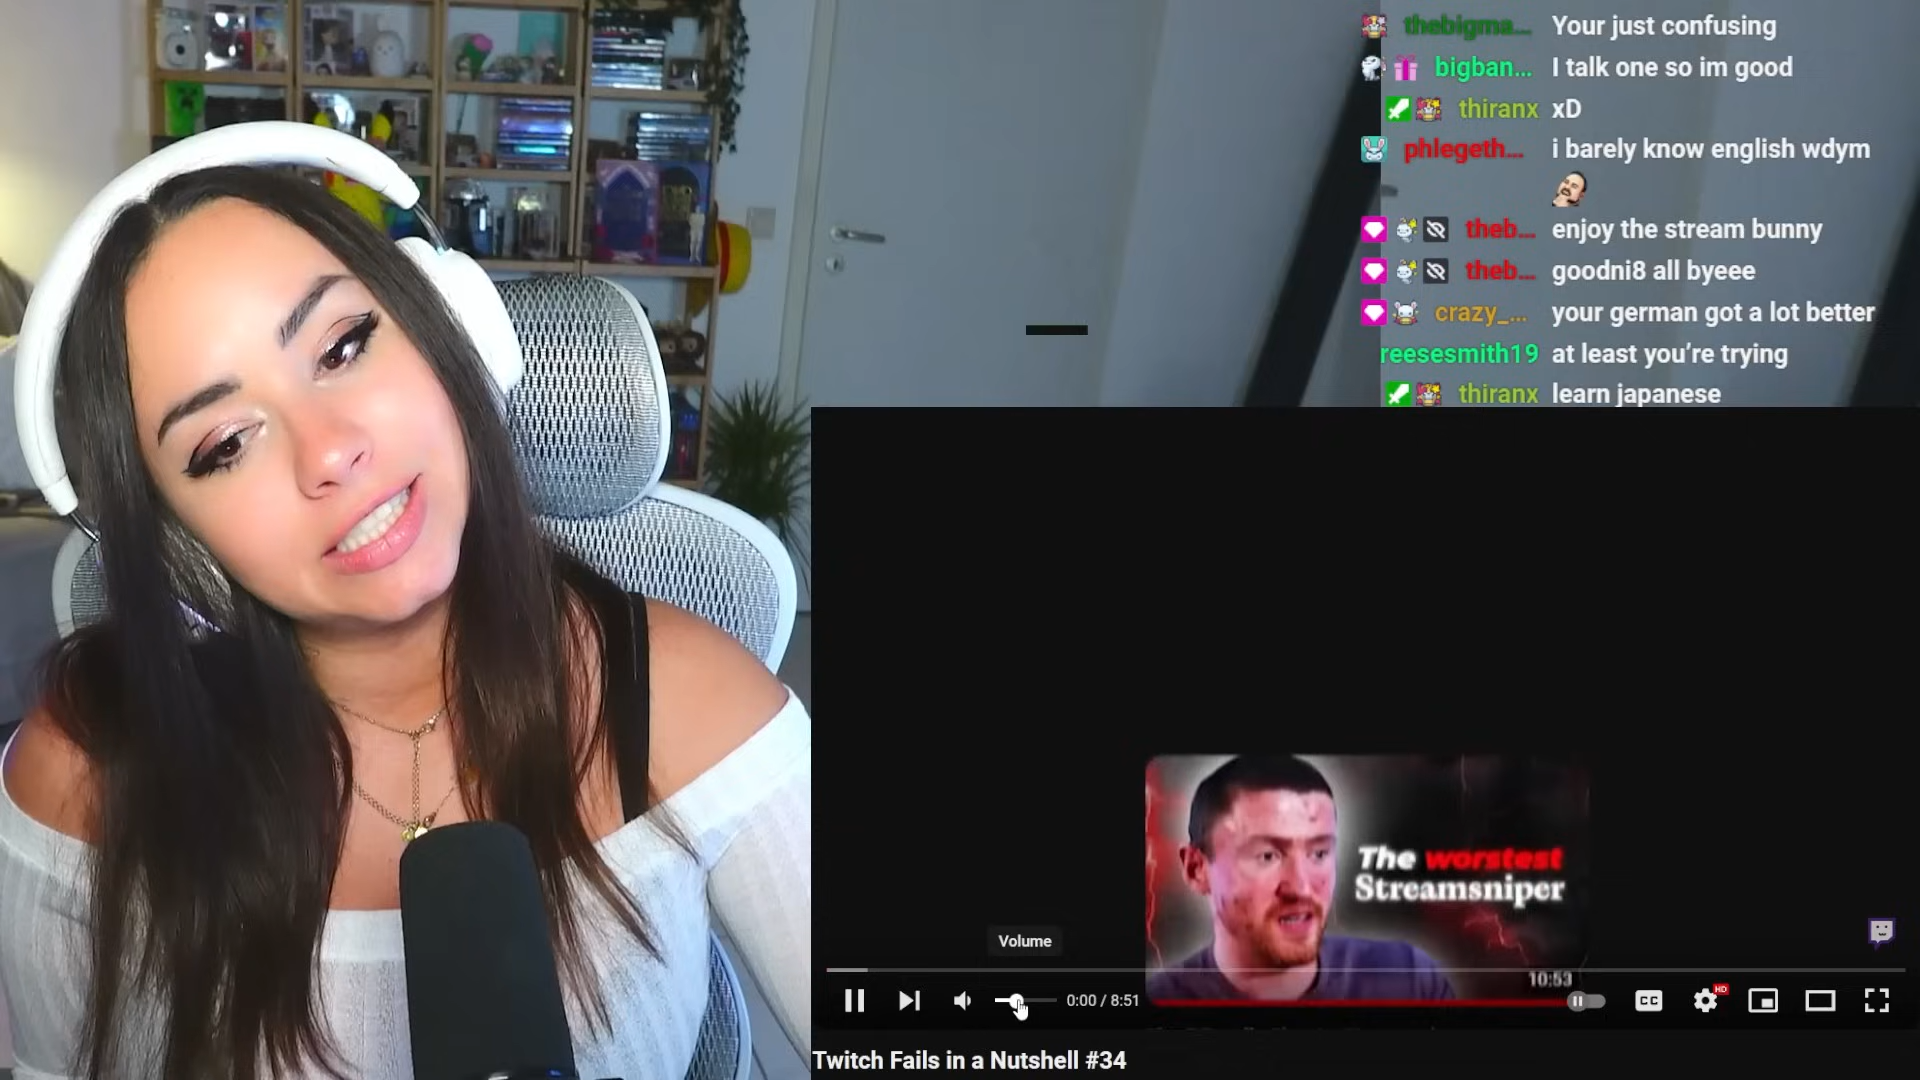 thebigma... Your just confusing
bigban... I talk one so im good
thiranx xD
phlegeth... i barely know english wdym
theb... enjoy the stream bunny
theb... goodni8 all byeee
crazy_... your german got a lot better
reesesmith19 at least you’re trying
thiranx learn japanese
The worstest
Streamsniper
Volume
10:53
0:00 / 8:51
CC
HD
Twitch Fails in a Nutshell #34